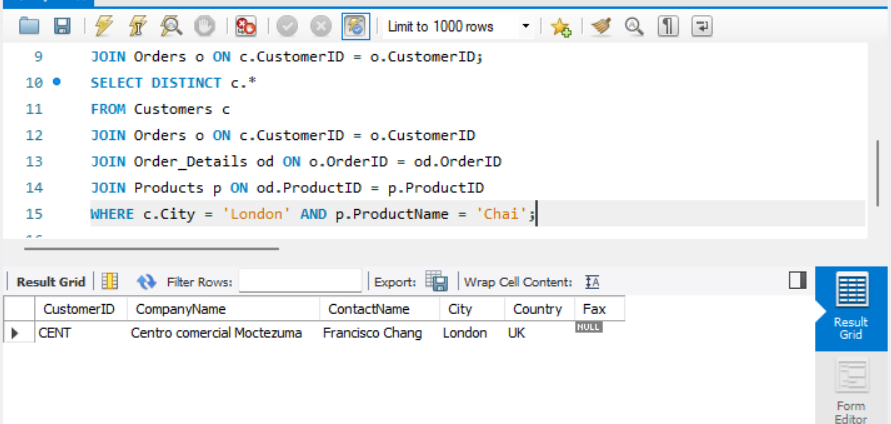 Limit to 1000 rows
9 JOIN Orders o ON c.CustomerID = o.CustomerID;
10 SELECT DISTINCT c.*
11 FROM Customers c
12 JOIN Orders o ON c.CustomerID = o.CustomerID
13 JOIN Order_Details od ON o.OrderID = od.OrderID
14 JOIN Products p ON od.ProductID = p.ProductID
15 WHERE c.City = 'London' AND p.ProductName = 'Chai';
Result Grid Filter Rows: Export: Wrap Cell Content: IA
CustomerID CompanyName ContactName City Country Fax
CENT Centro comercial Moctezuma Francisco Chang London UK NULL
Result
Grid
Form
Editor